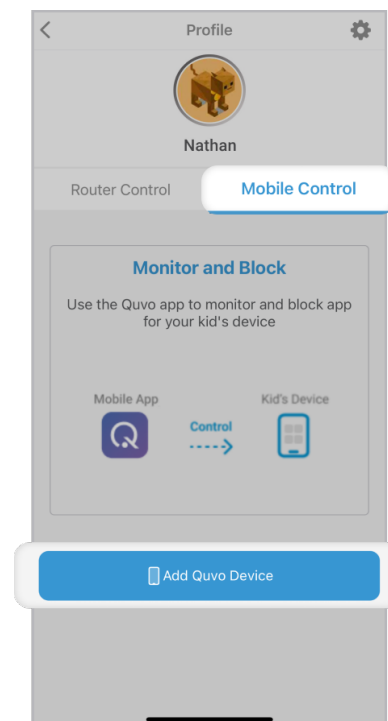 Profile
Nathan
Router Control
Mobile Control
Monitor and Block
Use the Quvo app to monitor and block app
for your kid's device
Mobile App
Kid's Device
Control
Add Quvo Device